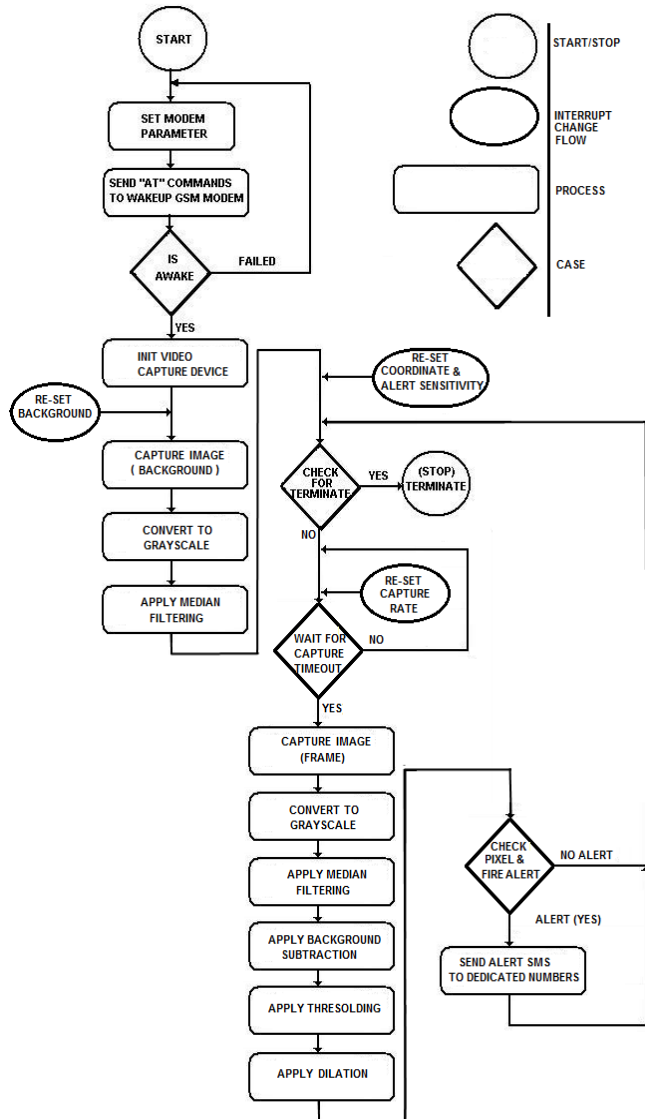 START
SET MODEM
PARAMETER
SEND "AT" COMMANDS
TO WAKEUP GSM MODEM
IS
AWAKE
FAILED
YES
INIT VIDEO
CAPTURE DEVICE
RE-SET
BACKGROUND
CAPTURE IMAGE
( BACKGROUND )
CONVERT TO
GRAYSCALE
APPLY MEDIAN
FILTERING
RE-SET
COORDINATE &
ALERT SENSITIVITY
CHECK
FOR
TERMINATE
YES
(STOP)
TERMINATE
NO
RE-SET
CAPTURE
RATE
WAIT FOR
CAPTURE
TIMEOUT
NO
YES
CAPTURE IMAGE
(FRAME)
CONVERT TO
GRAYSCALE
APPLY MEDIAN
FILTERING
APPLY BACKGROUND
SUBTRACTION
APPLY THRESOLDING
APPLY DILATION
CHECK
PIXEL &
FIRE ALERT
NO ALERT
ALERT (YES)
SEND ALERT SMS
TO DEDICATED NUMBERS
START/STOP
INTERRUPT
CHANGE
FLOW
PROCESS
CASE